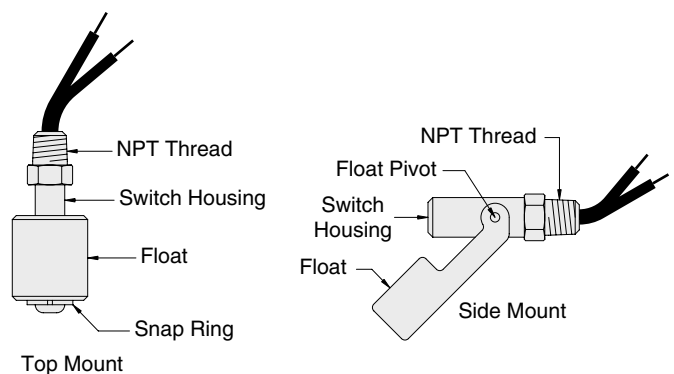 NPT Thread
Switch Housing
Float
Snap Ring
Top Mount
NPT Thread
Float Pivot
Switch
Housing
Float
Side Mount